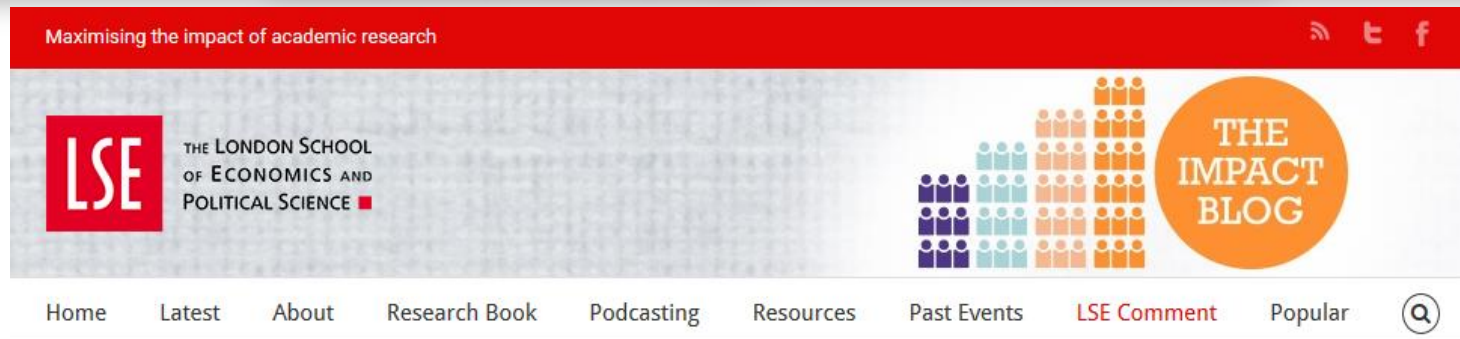 Maximising the impact of academic research
LSE
THE LONDON SCHOOL
OF ECONOMICS AND
POLITICAL SCIENCE
THE
IMPACT
BLOG
Home Latest About Research Book Podcasting Resources Past Events LSE Comment Popular